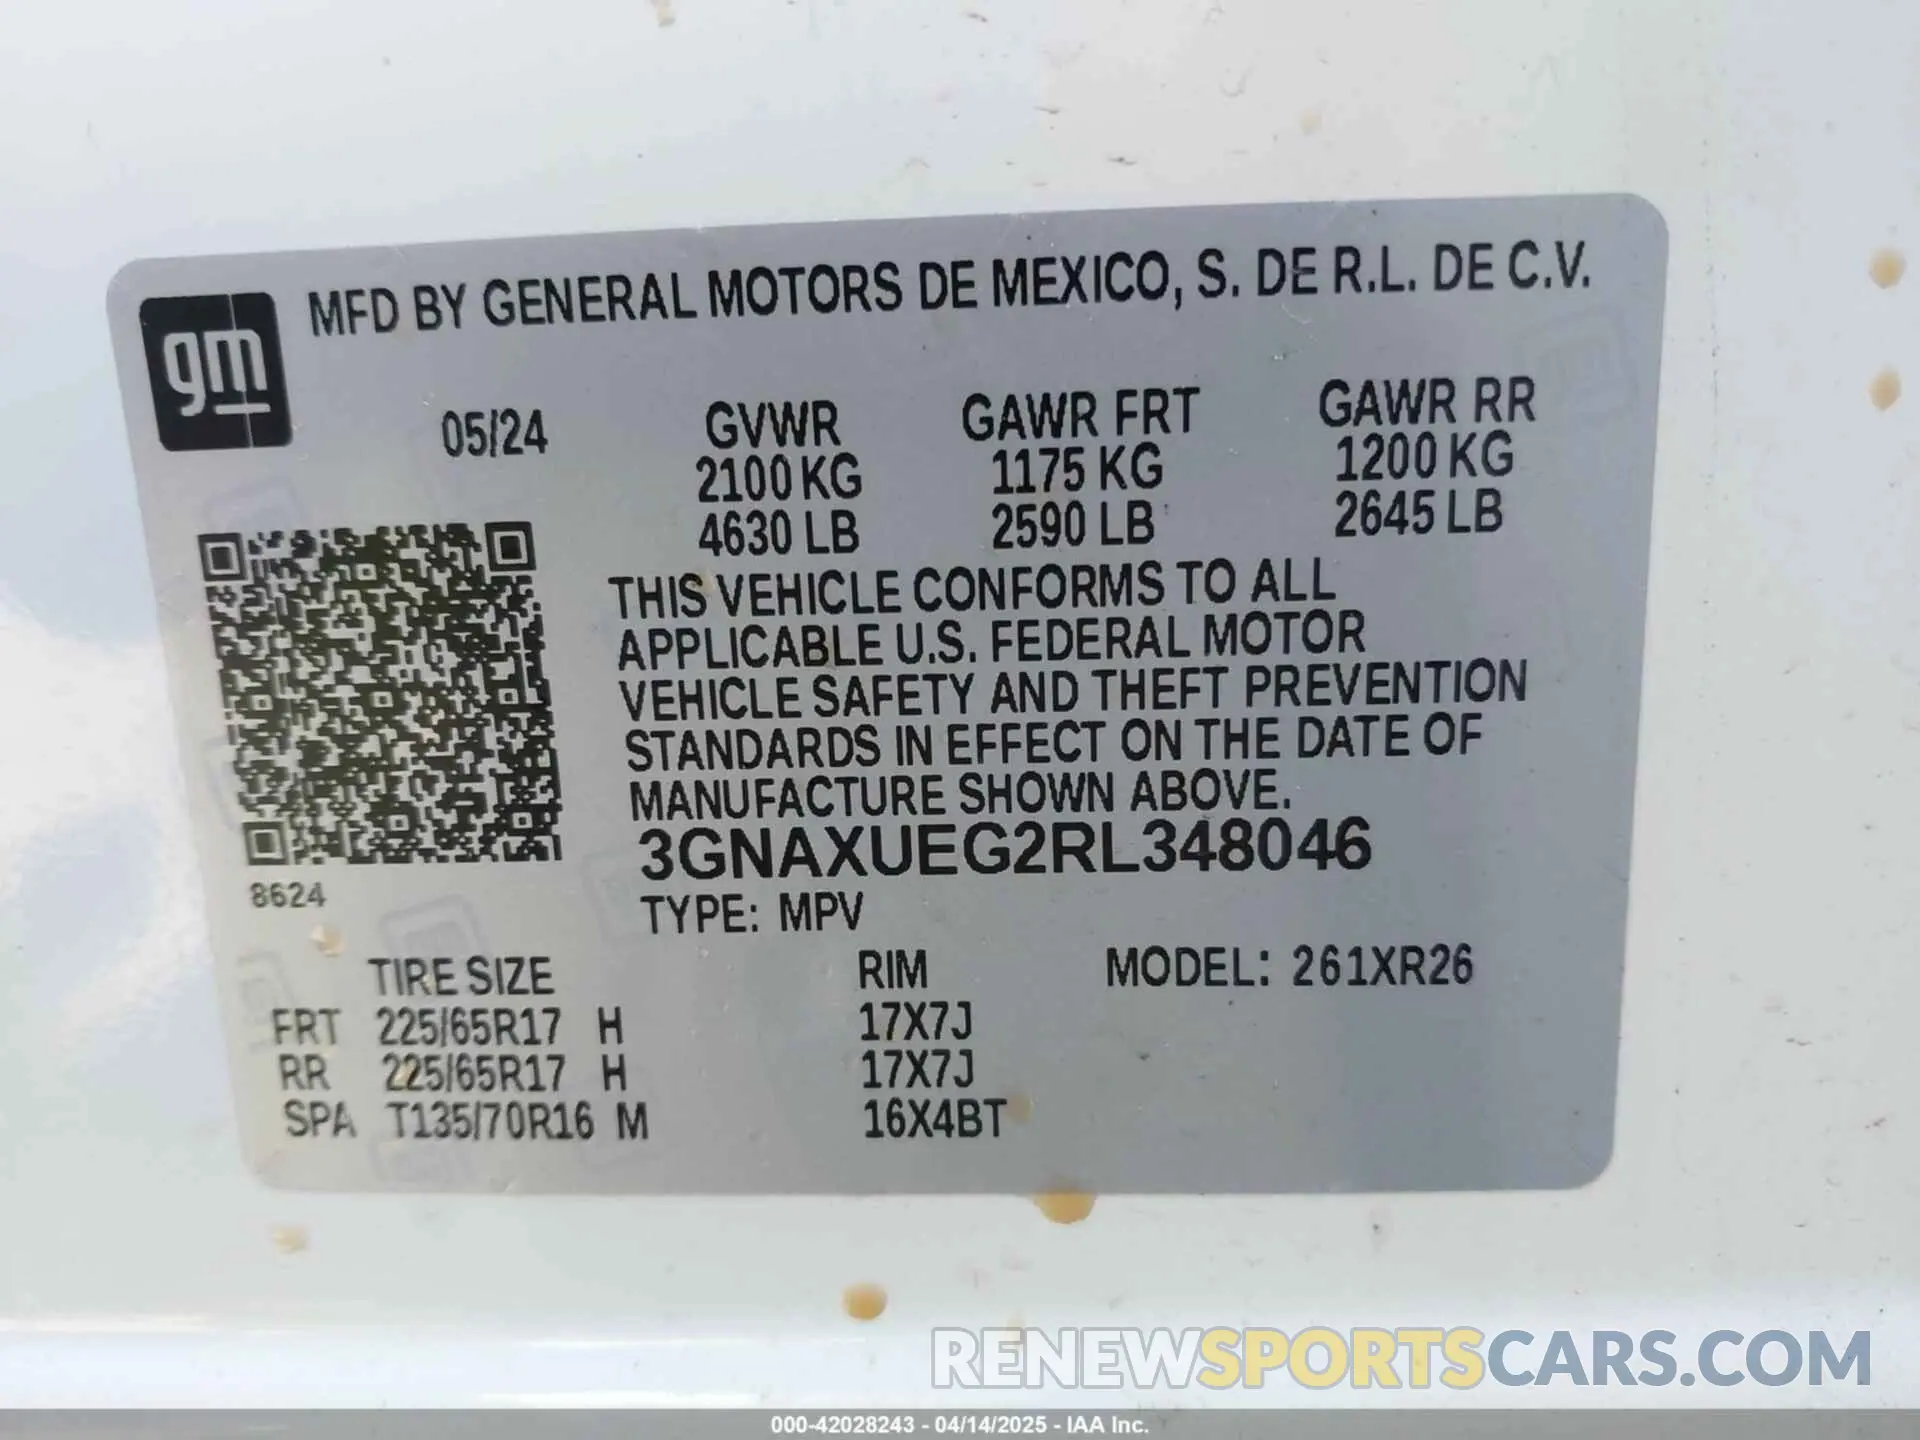 gm
MFD BY GENERAL MOTORS DE MEXICO, S. DE R.L. DE C.V.
05/24
GVWR GAWR FRT GAWR RR
2100 KG 1175 KG 1200 KG
4630 LB 2590 LB 2645 LB
THIS VEHICLE CONFORMS TO ALL
APPLICABLE U.S. FEDERAL MOTOR
VEHICLE SAFETY AND THEFT PREVENTION
STANDARDS IN EFFECT ON THE DATE OF
MANUFACTURE SHOWN ABOVE.
3GNAXUEG2RL348046
8624
TYPE: MPV
TIRE SIZE RIM MODEL: 261XR26
FRT 225/65R17 H 17X7J
RR 225/65R17 H 17X7J
SPA T135/70R16 M 16X4BT
RENEWSPORTSCARS.COM
000-42028243 - 04/14/2025 - IAA Inc.